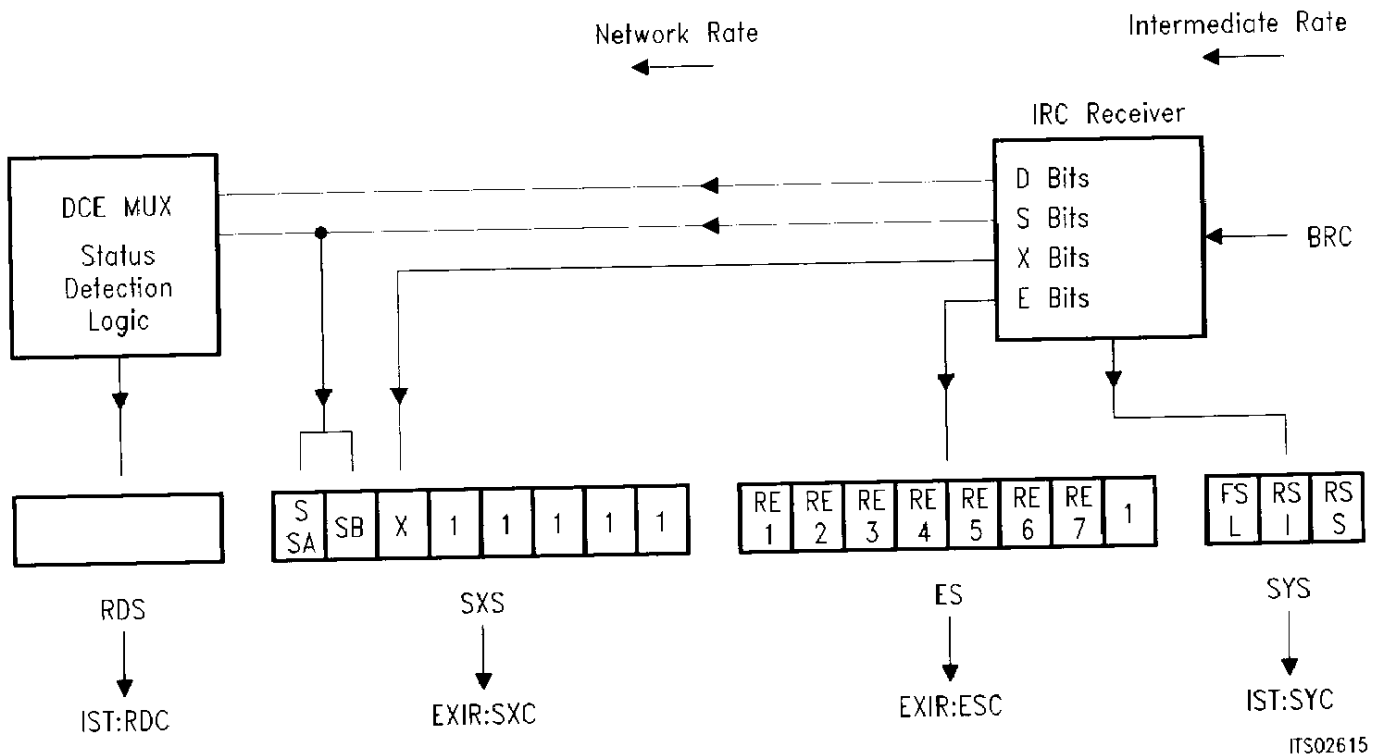 Network Rate
Intermediate Rate
IRC Receiver
DCE MUX
Status
Detection
Logic
D Bits
S Bits
X Bits
E Bits
BRC
S SA
SB
X
1
1
1
1
1
RE 1
RE 2
RE 3
RE 4
RE 5
RE 6
RE 7
1
FS L
RS I
RS S
RDS
SXS
ES
SYS
IST:RDC
EXIR:SXC
EXIR:ESC
IST:SYC
ITS02615